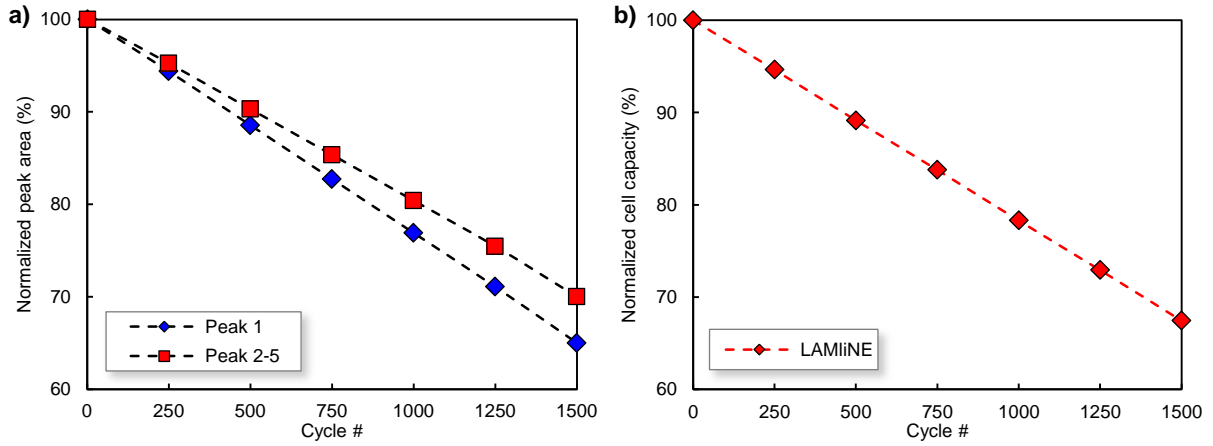 a)
Normalized peak area (%)
100
90
80
70
60
0 250 500 750 1000 1250 1500
Cycle #
Peak 1
Peak 2-5
b)
Normalized cell capacity (%)
100
90
80
70
60
0 250 500 750 1000 1250 1500
Cycle #
LAMliNE